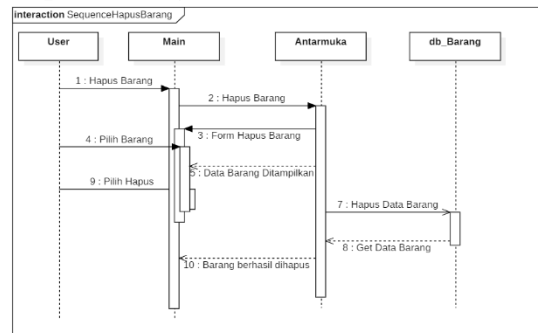 interaction SequenceHapusBarang
User
Main
Antarmuka
db_Barang
1 : Hapus Barang
2 : Hapus Barang
3 : Form Hapus Barang
4 : Pilih Barang
5 : Data Barang Ditampilkan
9 : Pilih Hapus
7 : Hapus Data Barang
8 : Get Data Barang
10 : Barang berhasil dihapus